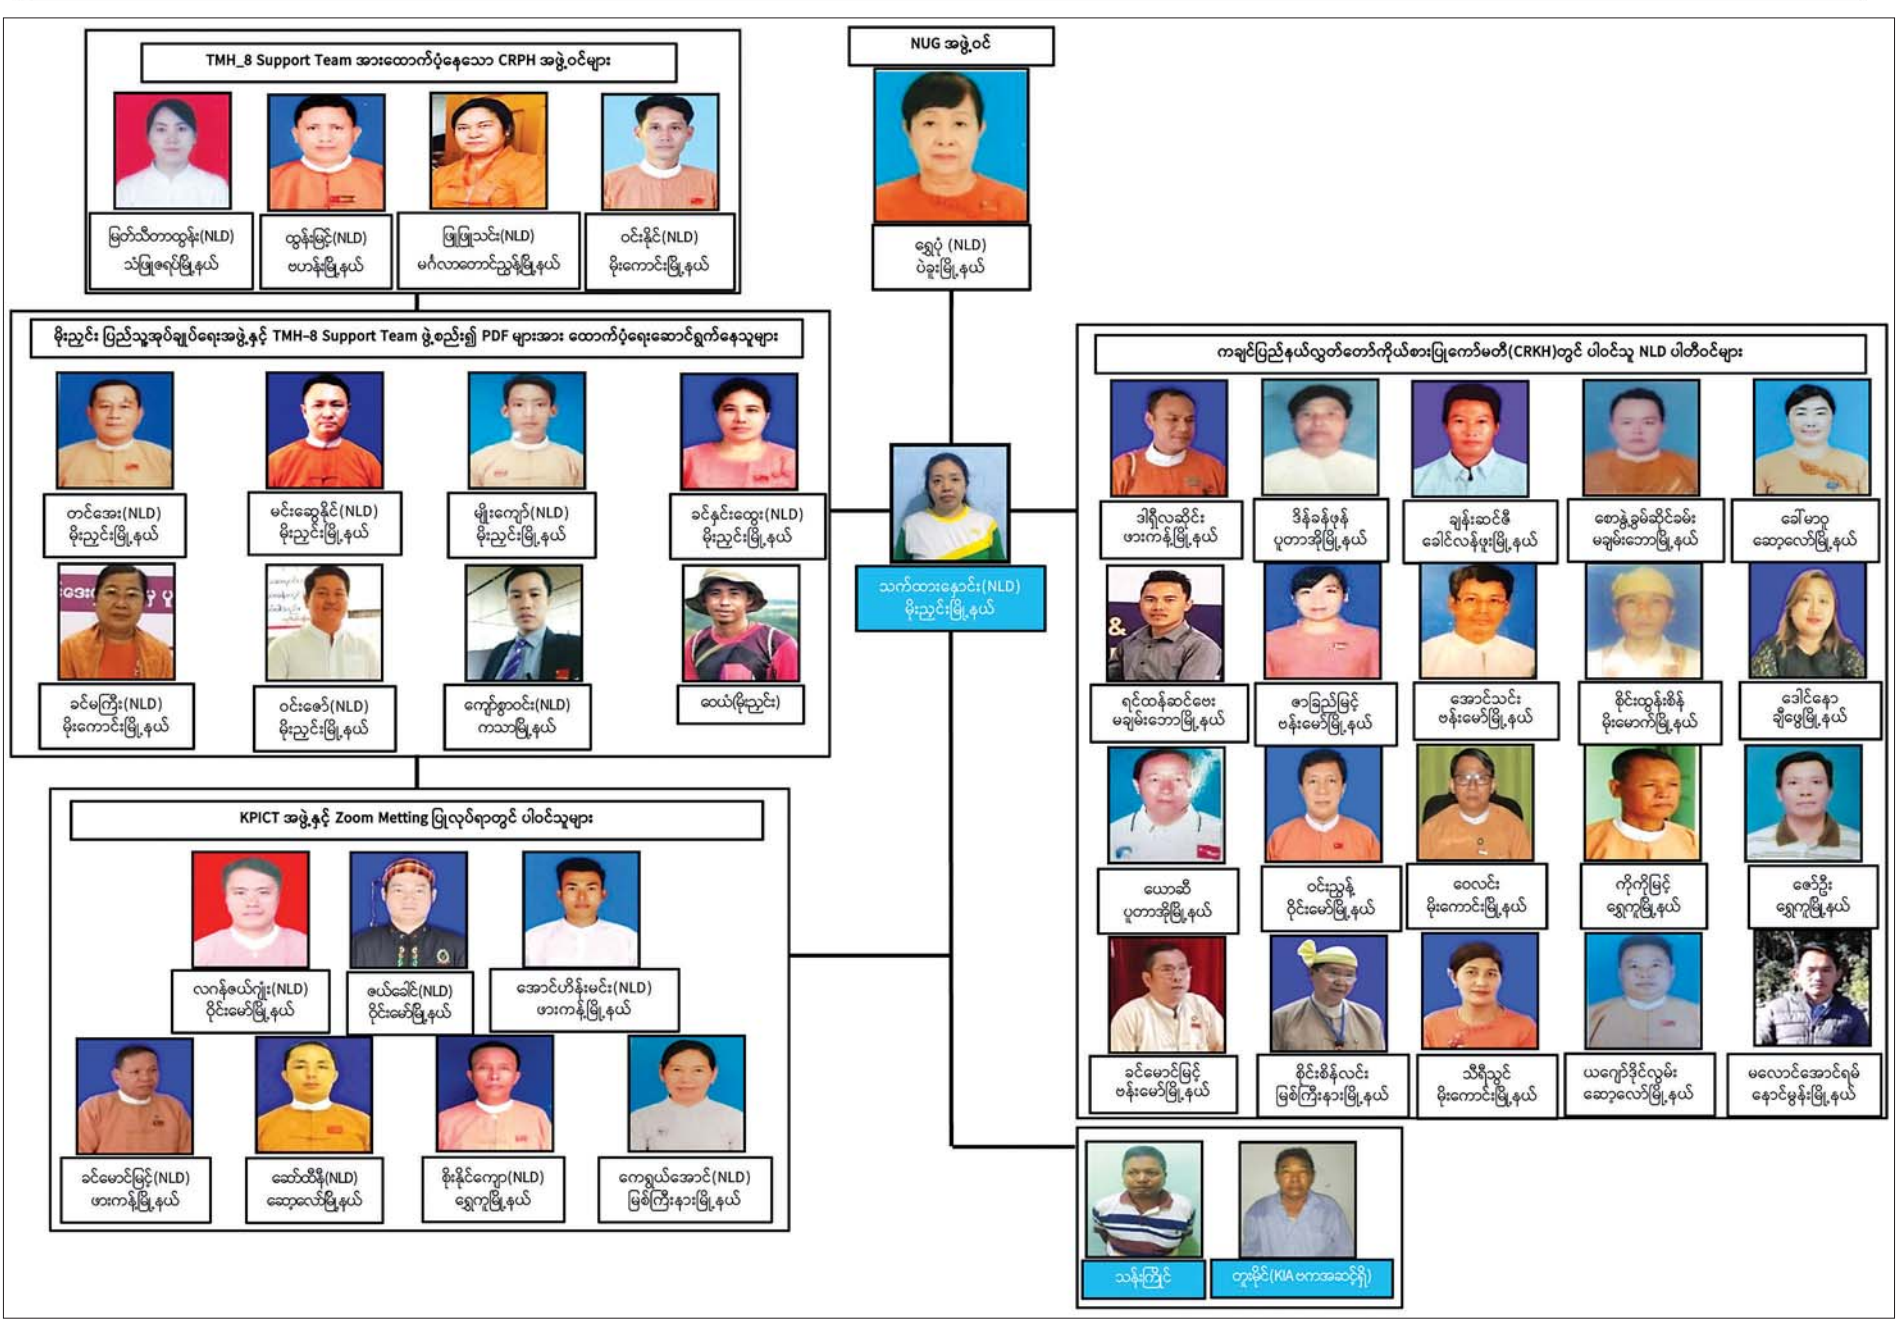 TMH_8 Support Team အားထောက်ပံ့နေသော CRPH အဖွဲ့ဝင်များ
မြတ်သီတာထွန်း(NLD)
သံဖြူဇရပ်မြို့နယ်
ထွန်းမြင့်(NLD)
ဗဟန်းမြို့နယ်
ဖြူဖြူသင်း(NLD)
မင်္ဂလာတောင်ညွန့်မြို့နယ်
ဝင်းနိုင်(NLD)
မိုးကောင်းမြို့နယ်
NUG အဖွဲ့ဝင်
ရွှေပုံ (NLD)
ပဲခူးမြို့နယ်
မိုးညှင်း ပြည်သူ့အုပ်ချုပ်ရေးအဖွဲ့နှင့် TMH-8 Support Team ဖွဲ့စည်း၍ PDF များအား ထောက်ပံ့ရေးဆောင်ရွက်နေသူများ
တင်အေး(NLD)
မိုးညှင်းမြို့နယ်
မင်းဆွေနိုင်(NLD)
မိုးညှင်းမြို့နယ်
မျိုးကျော်(NLD)
မိုးညှင်းမြို့နယ်
ခင်နှင်းထွေး(NLD)
မိုးညှင်းမြို့နယ်
ခင်မကြီး(NLD)
မိုးကောင်းမြို့နယ်
ဝင်းဇော်(NLD)
မိုးညှင်းမြို့နယ်
ကျော်စွာဝင်း(NLD)
ကသာမြို့နယ်
ဝေယံ(မိုးညှင်း)
သက်ထားနှောင်း(NLD)
မိုးညှင်းမြို့နယ်
ကချင်ပြည်နယ်လွှတ်တော်ကိုယ်စားပြုကော်မတီ(CRKH)တွင် ပါဝင်သူ NLD ပါတီဝင်များ
ဒါရှီလဆိုင်း
ဖားကန့်မြို့နယ်
ဒိန်ခန်ဖုန်
ပူတာအိုမြို့နယ်
ချန်းဆင်ဇီ
ခေါင်လန်ဖူးမြို့နယ်
စောနွဲ့ခွမ်ဆိုင်ခမ်း
မချမ်းဘောမြို့နယ်
ခေါ်မာဝူ
ဆော့လော်မြို့နယ်
ရင်ထန်ဆင်ဗေး
မချမ်းဘောမြို့နယ်
ဇာခြည်မြင့်
ဗန်းမော်မြို့နယ်
အောင်သင်း
ဗန်းမော်မြို့နယ်
စိုင်းထွန်းစိန်
မိုးမောက်မြို့နယ်
ဒေါင်နော
ချီဖွေမြို့နယ်
ယောဆီ
ပူတာအိုမြို့နယ်
ဝင်းညွန့်
ဝိုင်းမော်မြို့နယ်
ဝေလင်း
မိုးကောင်းမြို့နယ်
ကိုကိုမြင့်
ရွှေကူမြို့နယ်
ဇော်ဦး
ရွှေကူမြို့နယ်
ခင်မောင်မြင့်
ဗန်းမော်မြို့နယ်
စိုင်းစိန်လင်း
မြစ်ကြီးနားမြို့နယ်
သီရီသွင်
မိုးကောင်းမြို့နယ်
ယဂျော်ဒိုင်လွမ်း
ဆော့လော်မြို့နယ်
မလောင်အောင်ရမ်
နောင်မွန်းမြို့နယ်
KPICT အဖွဲ့နှင့် Zoom Metting ပြုလုပ်ရာတွင် ပါဝင်သူများ
လဂန်ဇယ်ဂျုံး(NLD)
ဝိုင်းမော်မြို့နယ်
ဇယ်ခေါင်(NLD)
ဝိုင်းမော်မြို့နယ်
အောင်ဟိန်းမင်း(NLD)
ဖားကန့်မြို့နယ်
ခင်မောင်မြင့်(NLD)
ဖားကန့်မြို့နယ်
ဆော်ထီနီ(NLD)
ဆော့လော်မြို့နယ်
စိုးနိုင်ကျော(NLD)
ရွှေကူမြို့နယ်
ကေရွယ်အောင်(NLD)
မြစ်ကြီးနားမြို့နယ်
သန်းကြိုင်
တူးမိုင်(KIA ဗကအဆင့်ရှိ)